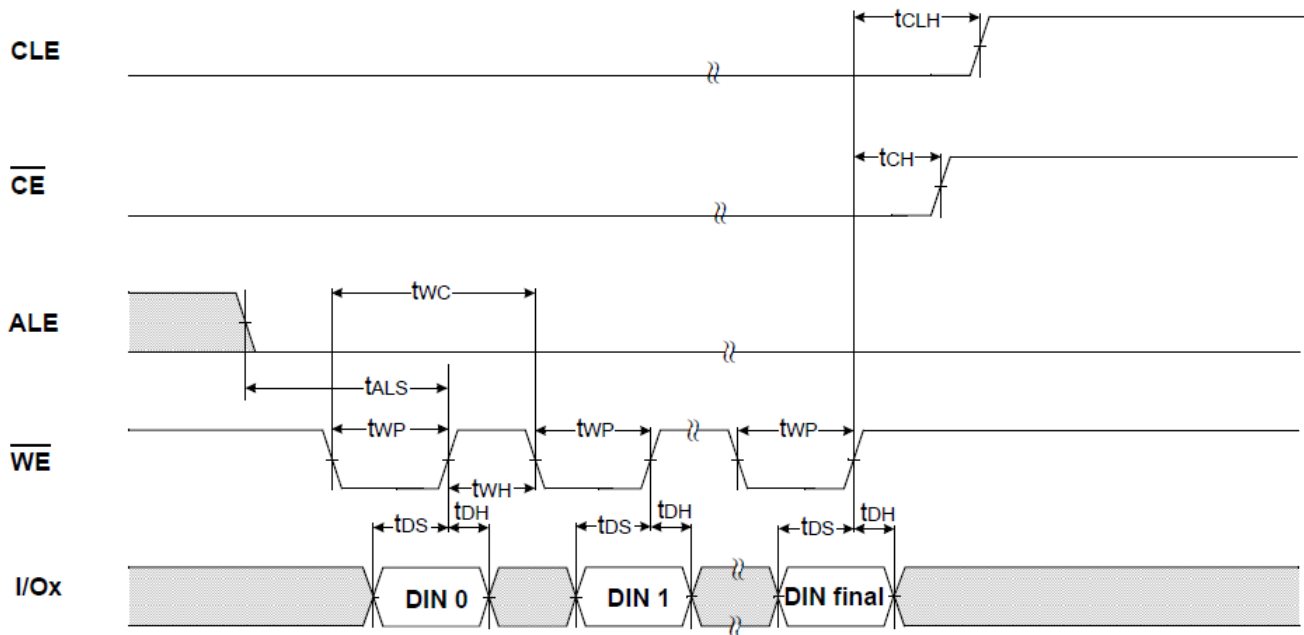 CLE
tCLH
CE
tCH
ALE
tWC
tALS
WE
tWP
tWP
tWP
tWH
tDS
tDH
tDS
tDH
tDS
tDH
I/Ox
DIN 0
DIN 1
DIN final